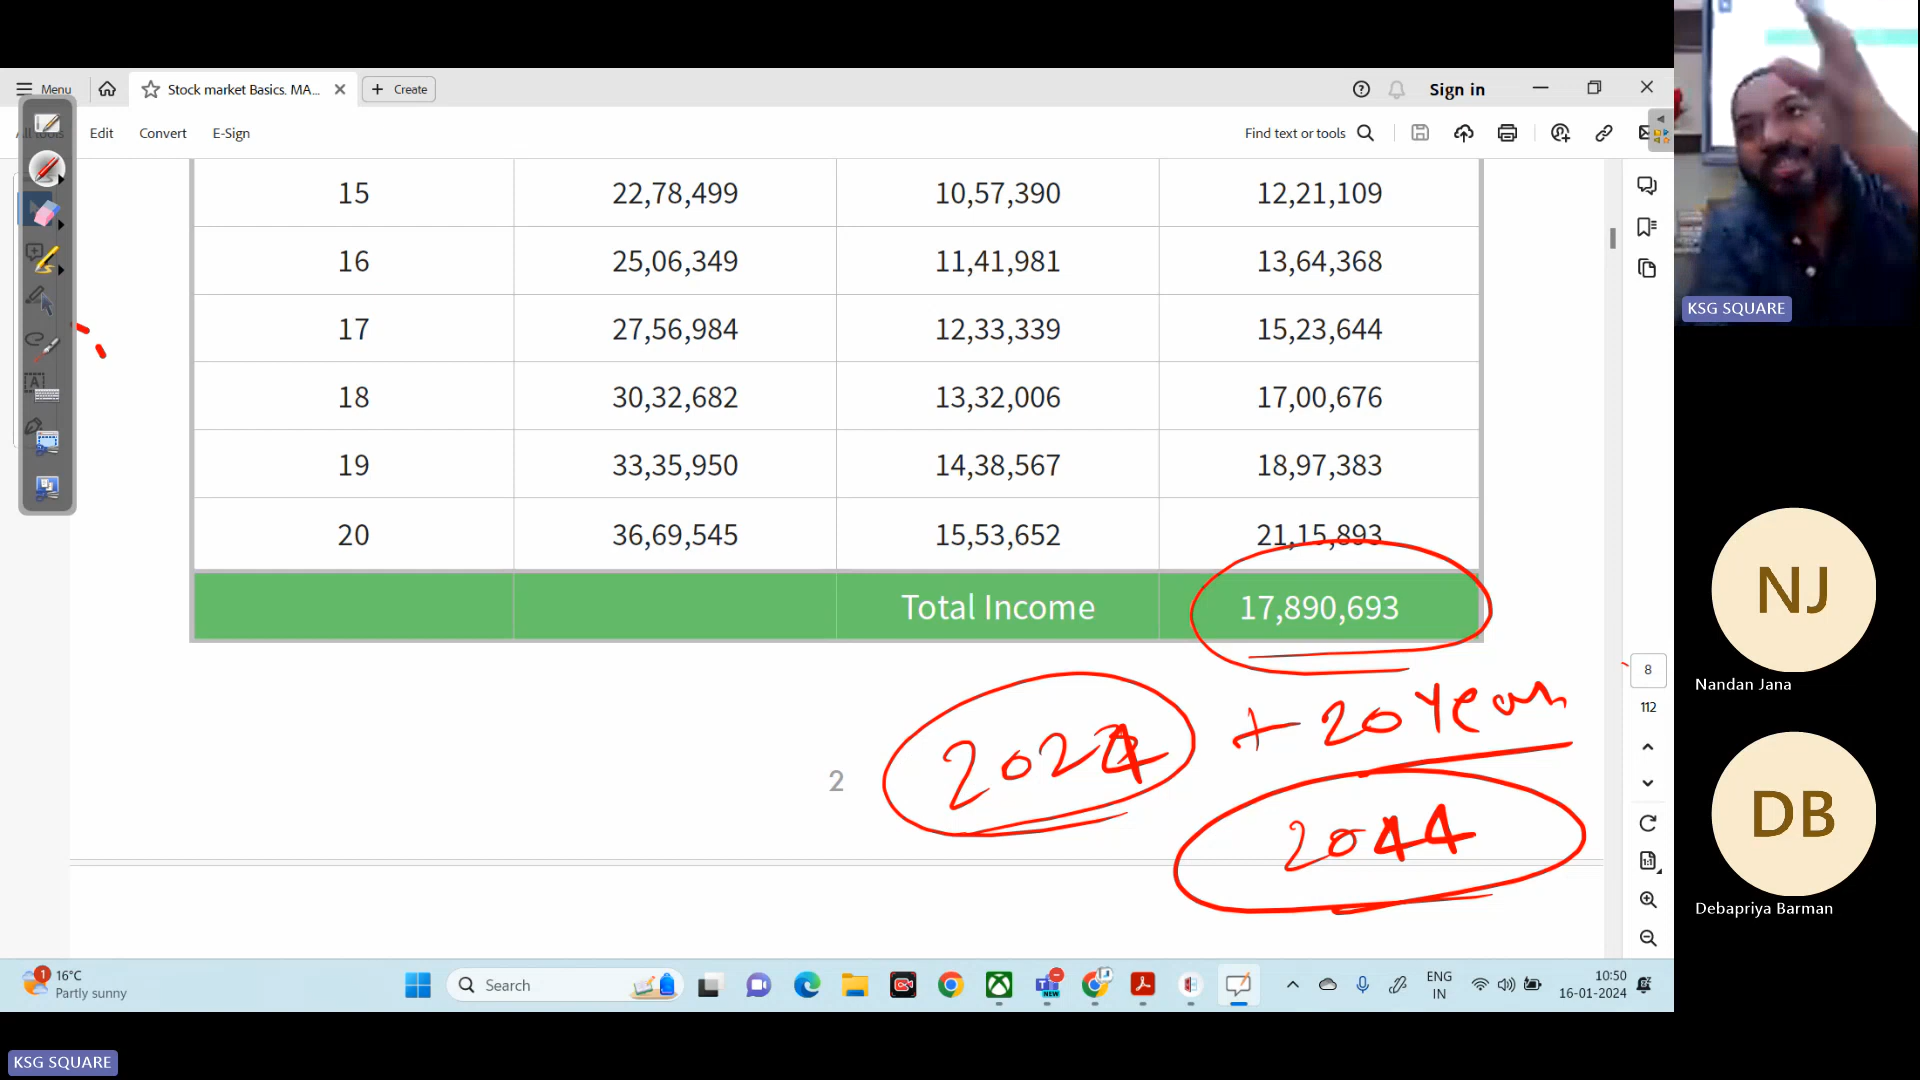 Menu
Stock market Basics. MA...
Create
Sign in
Edit
Convert
E-Sign
Find text or tools
15 22,78,499 10,57,390 12,21,109
16 25,06,349 11,41,981 13,64,368
17 27,56,984 12,33,339 15,23,644
18 30,32,682 13,32,006 17,00,676
19 33,35,950 14,38,567 18,97,383
20 36,69,545 15,53,652 21,15,893
Total Income 17,890,693
2024 + 20 Years
2044
2
8
112
KSG SQUARE
NJ
Nandan Jana
DB
Debapriya Barman
1
16°C
Partly sunny
Search
NEW
ENG
IN
10:50
16-01-2024
KSG SQUARE